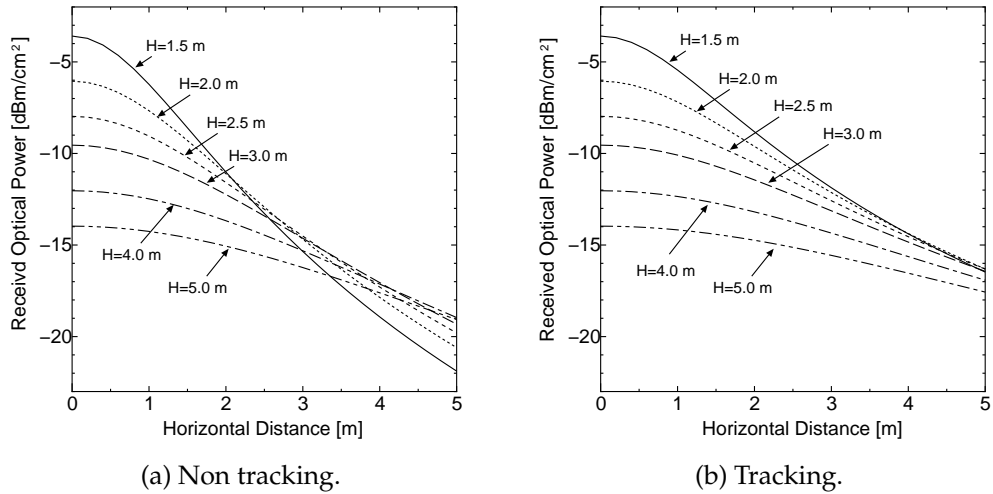 Receivd Optical Power [dBm/cm²]
−5
−10
−15
−20
H=1.5 m
H=2.0 m
H=2.5 m
H=3.0 m
H=4.0 m
H=5.0 m
0 1 2 3 4 5
Horizontal Distance [m]
(a) Non tracking.
Received Optical Power [dBm/cm²]
−5
−10
−15
−20
H=1.5 m
H=2.0 m
H=2.5 m
H=3.0 m
H=4.0 m
H=5.0 m
0 1 2 3 4 5
Horizontal Distance [m]
(b) Tracking.